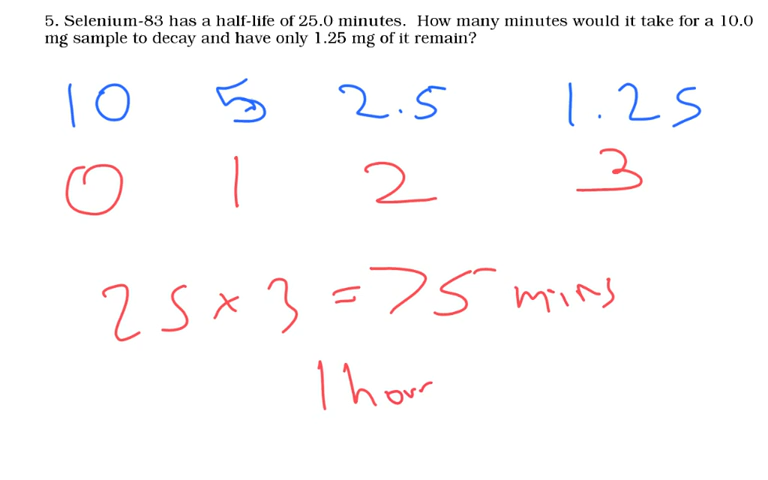 5. Selenium-83 has a half-life of 25.0 minutes. How many minutes would it take for a 10.0
mg sample to decay and have only 1.25 mg of it remain?
10 5 2.5 1.25
0 1 2 3
25 x 3 = 75 mins
1 hour